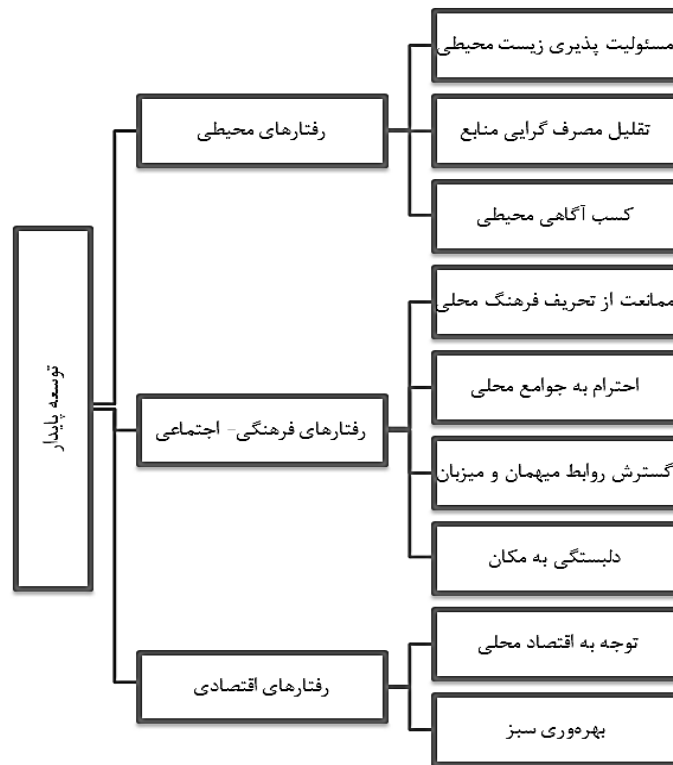 توسعه پایدار
رفتارهای محیطی
مسئولیت پذیری زیست محیطی
تقلیل مصرف گرایی منابع
کسب آگاهی محیطی
رفتارهای فرهنگی- اجتماعی
ممانعت از تحریف فرهنگ محلی
احترام به جوامع محلی
گسترش روابط میهمان و میزبان
دلبستگی به مکان
رفتارهای اقتصادی
توجه به اقتصاد محلی
بهره‌وری سبز